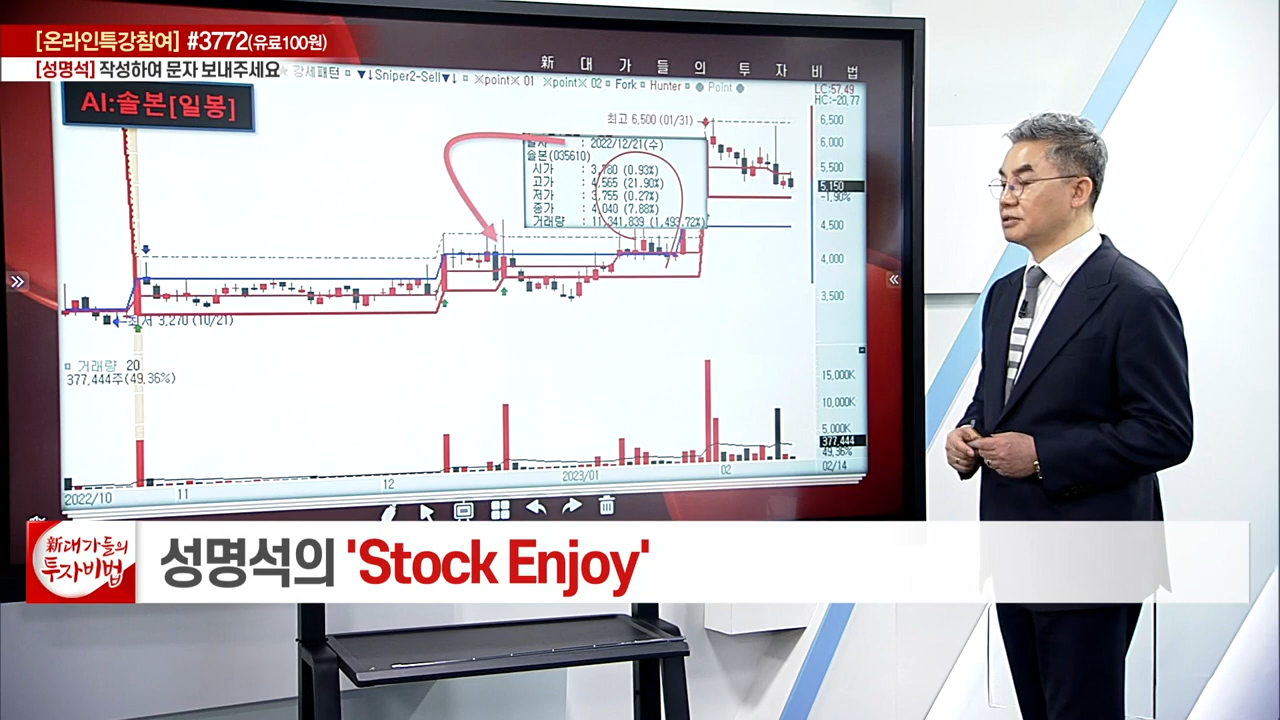 [온라인특강참여] #3772(유료100원)
[성명석] 작성하여 문자 보내주세요
新 대 가 들 의 투 자 비 법
강세패턴 ▼↓Sniper2-Sell▼↓ ※point※ 01 ※point※ 02 Fork Hunter Point
AI:솔본[일봉]
LC:57.49
HC:-20.77
최고 6,500 (01/31)
6,500
6,000
5,500
5,150
-1.90%
4,500
4,000
3,500
일자 : 2022/12/21(수)
솔본(035610)
시가 : 3,780 (0.93%)
고가 : 4,565 (21.90%)
저가 : 3,755 (0.27%)
종가 : 4,040 (7.88%)
거래량 : 11,341,839 (1,493.72%)
최저 3,270 (10/21)
거래량 20
377,444주(49.36%)
15,000K
10,000K
5,000K
377,444
49.36%
2022/10 11 12 2023/01 02 02/14
新대가들의
투자비법
성명석의 'Stock Enjoy'